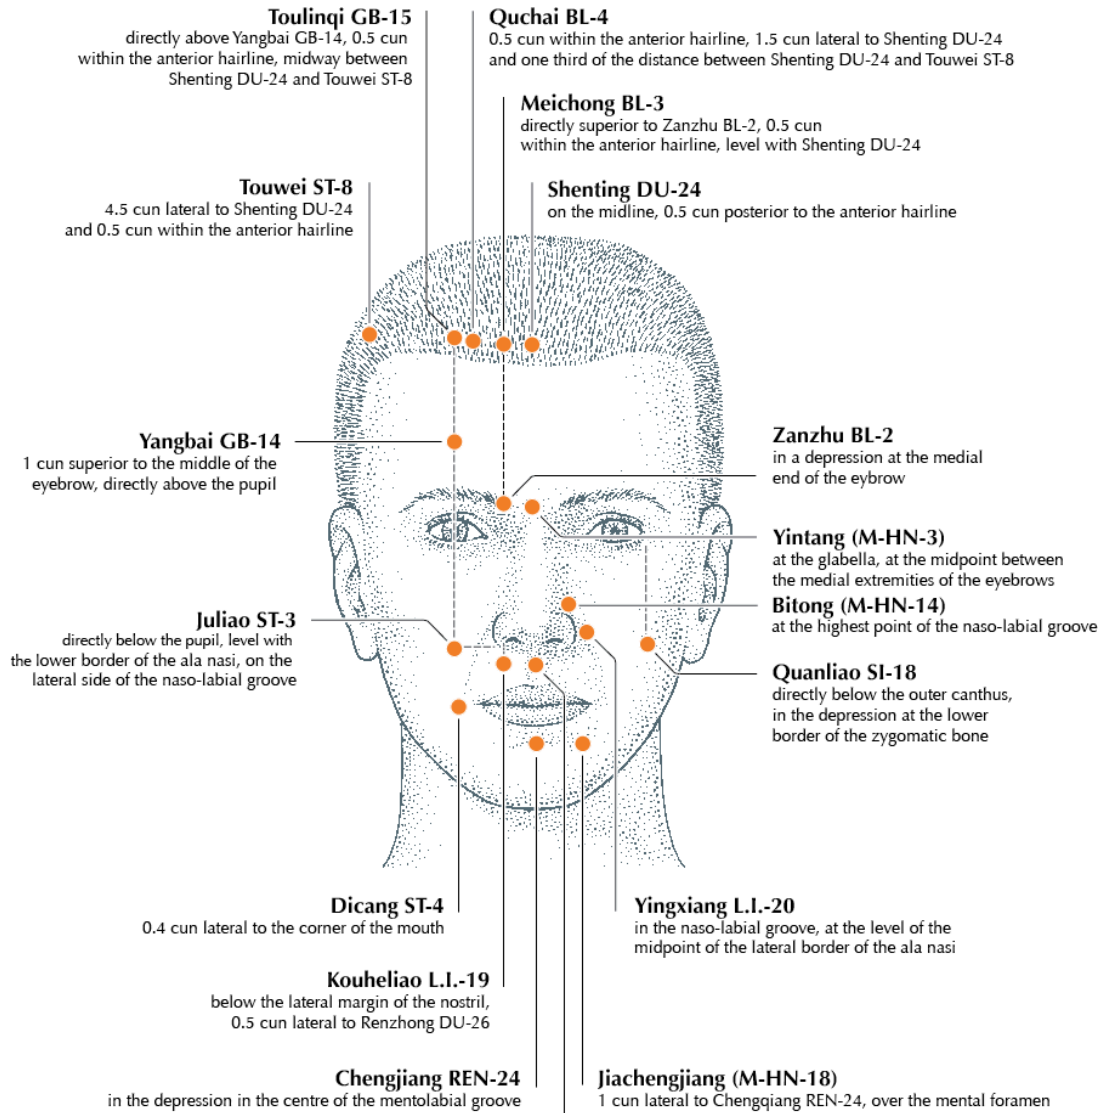 Toulinqi GB-15
directly above Yangbai GB-14, 0.5 cun
within the anterior hairline, midway between
Shenting DU-24 and Touwei ST-8
Quchai BL-4
0.5 cun within the anterior hairline, 1.5 cun lateral to Shenting DU-24
and one third of the distance between Shenting DU-24 and Touwei ST-8
Meichong BL-3
directly superior to Zanzhu BL-2, 0.5 cun
within the anterior hairline, level with Shenting DU-24
Touwei ST-8
4.5 cun lateral to Shenting DU-24
and 0.5 cun within the anterior hairline
Shenting DU-24
on the midline, 0.5 cun posterior to the anterior hairline
Yangbai GB-14
1 cun superior to the middle of the
eyebrow, directly above the pupil
Zanzhu BL-2
in a depression at the medial
end of the eybrow
Yintang (M-HN-3)
at the glabella, at the midpoint between
the medial extremities of the eyebrows
Bitong (M-HN-14)
at the highest point of the naso-labial groove
Juliao ST-3
directly below the pupil, level with
the lower border of the ala nasi, on the
lateral side of the naso-labial groove
Quanliao SI-18
directly below the outer canthus,
in the depression at the lower
border of the zygomatic bone
Dicang ST-4
0.4 cun lateral to the corner of the mouth
Yingxiang L.I.-20
in the naso-labial groove, at the level of the
midpoint of the lateral border of the ala nasi
Kouheliao L.I.-19
below the lateral margin of the nostril,
0.5 cun lateral to Renzhong DU-26
Chengjiang REN-24
in the depression in the centre of the mentolabial groove
Jiachengjiang (M-HN-18)
1 cun lateral to Chengqiang REN-24, over the mental foramen